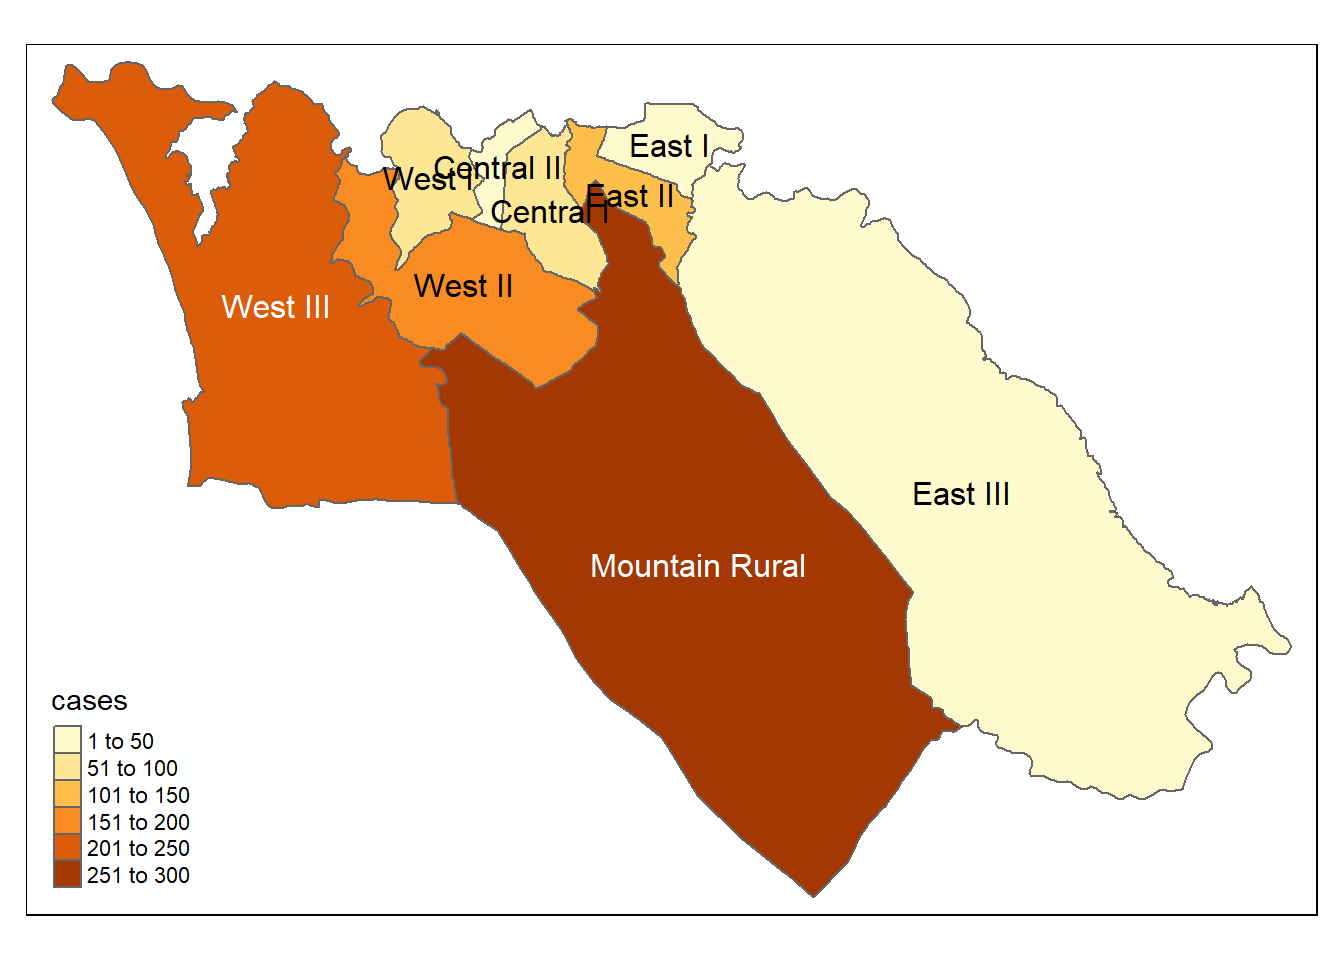 East I
Central II
West I
East II
Central I
West II
West III
East III
Mountain Rural
cases
1 to 50
51 to 100
101 to 150
151 to 200
201 to 250
251 to 300